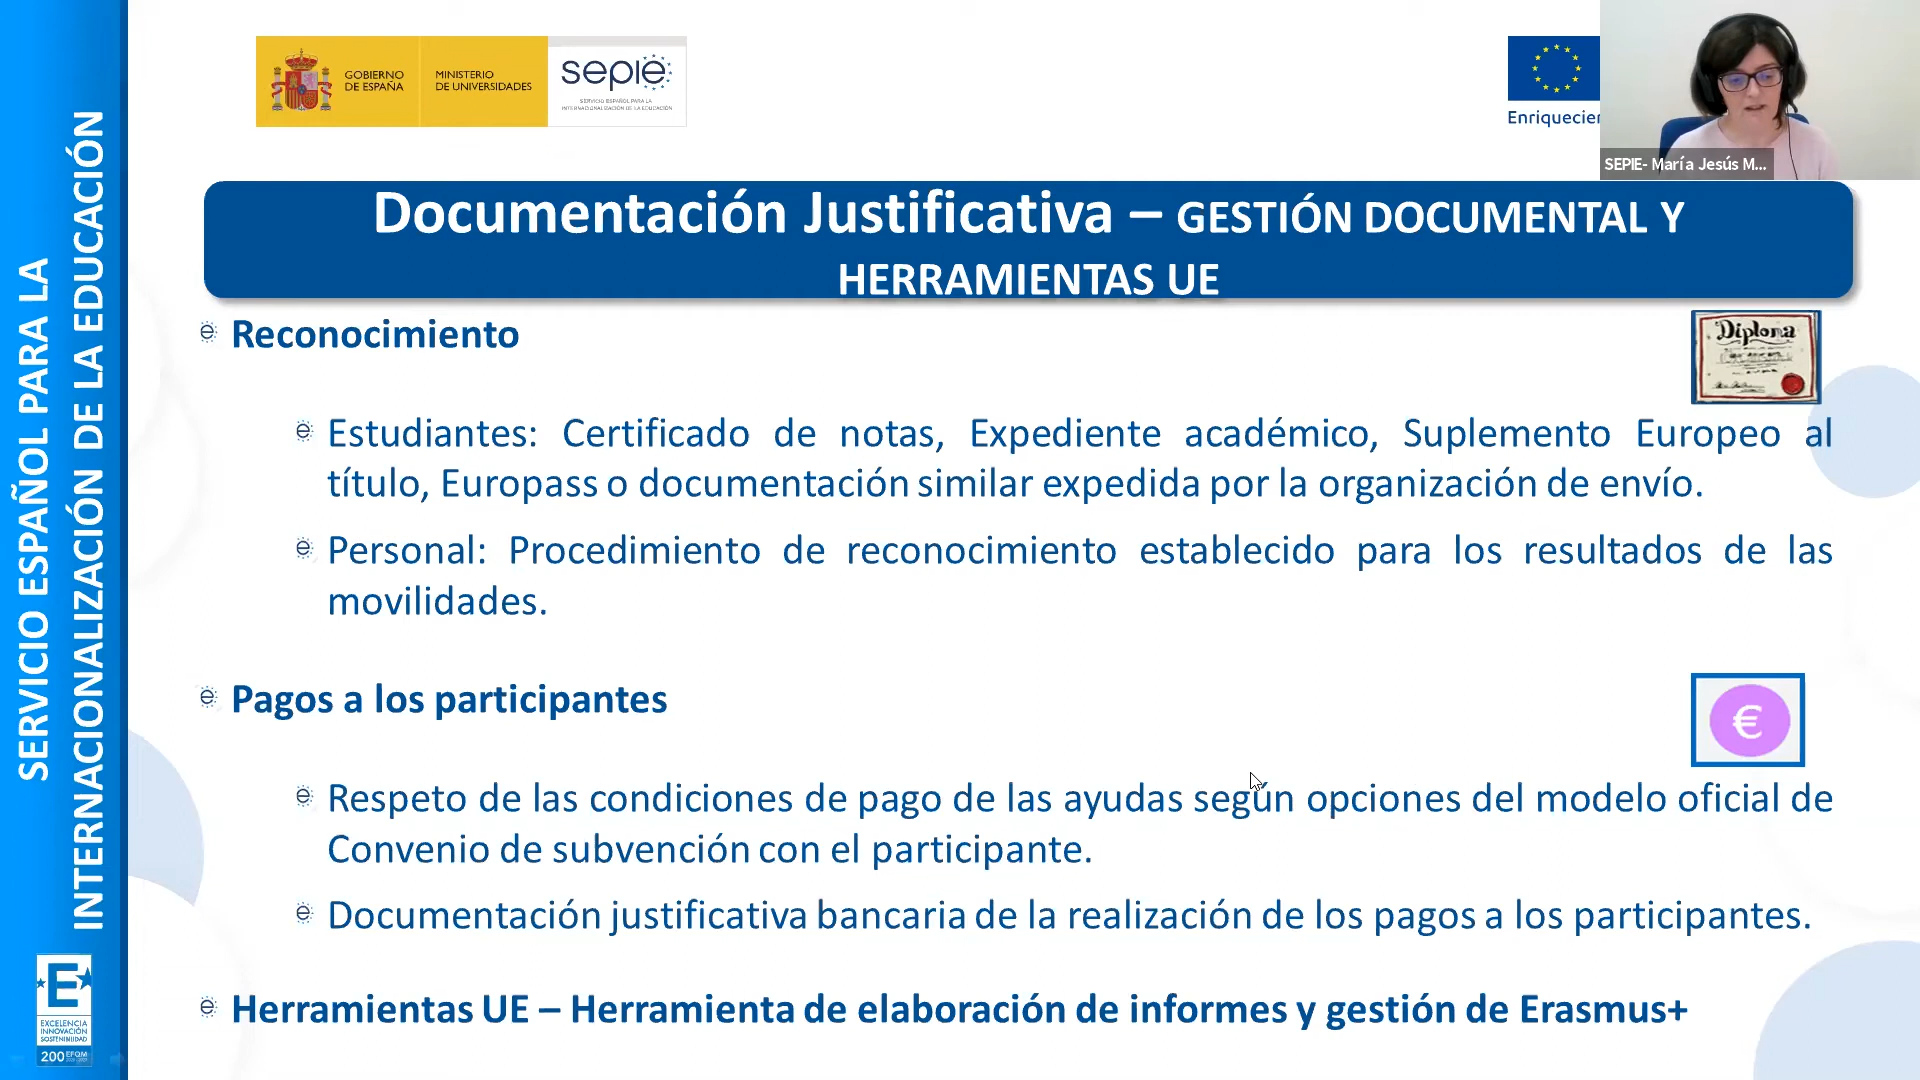 GOBIERNO
DE ESPAÑA
MINISTERIO
DE UNIVERSIDADES
sepie
SERVICIO ESPAÑOL PARA LA
INTERNACIONALIZACIÓN DE LA EDUCACIÓN
Enriquecien
SEPIE- María Jesús M...
SERVICIO ESPAÑOL PARA LA
INTERNACIONALIZACIÓN DE LA EDUCACIÓN
Documentación Justificativa – GESTIÓN DOCUMENTAL Y
HERRAMIENTAS UE
Reconocimiento
Diploma
Estudiantes: Certificado de notas, Expediente académico, Suplemento Europeo al
título, Europass o documentación similar expedida por la organización de envío.
Personal: Procedimiento de reconocimiento establecido para los resultados de las
movilidades.
Pagos a los participantes
€
Respeto de las condiciones de pago de las ayudas según opciones del modelo oficial de
Convenio de subvención con el participante.
Documentación justificativa bancaria de la realización de los pagos a los participantes.
Herramientas UE – Herramienta de elaboración de informes y gestión de Erasmus+
E
EXCELENCIA
INNOVACIÓN
SOSTENIBILIDAD
200 EFQM